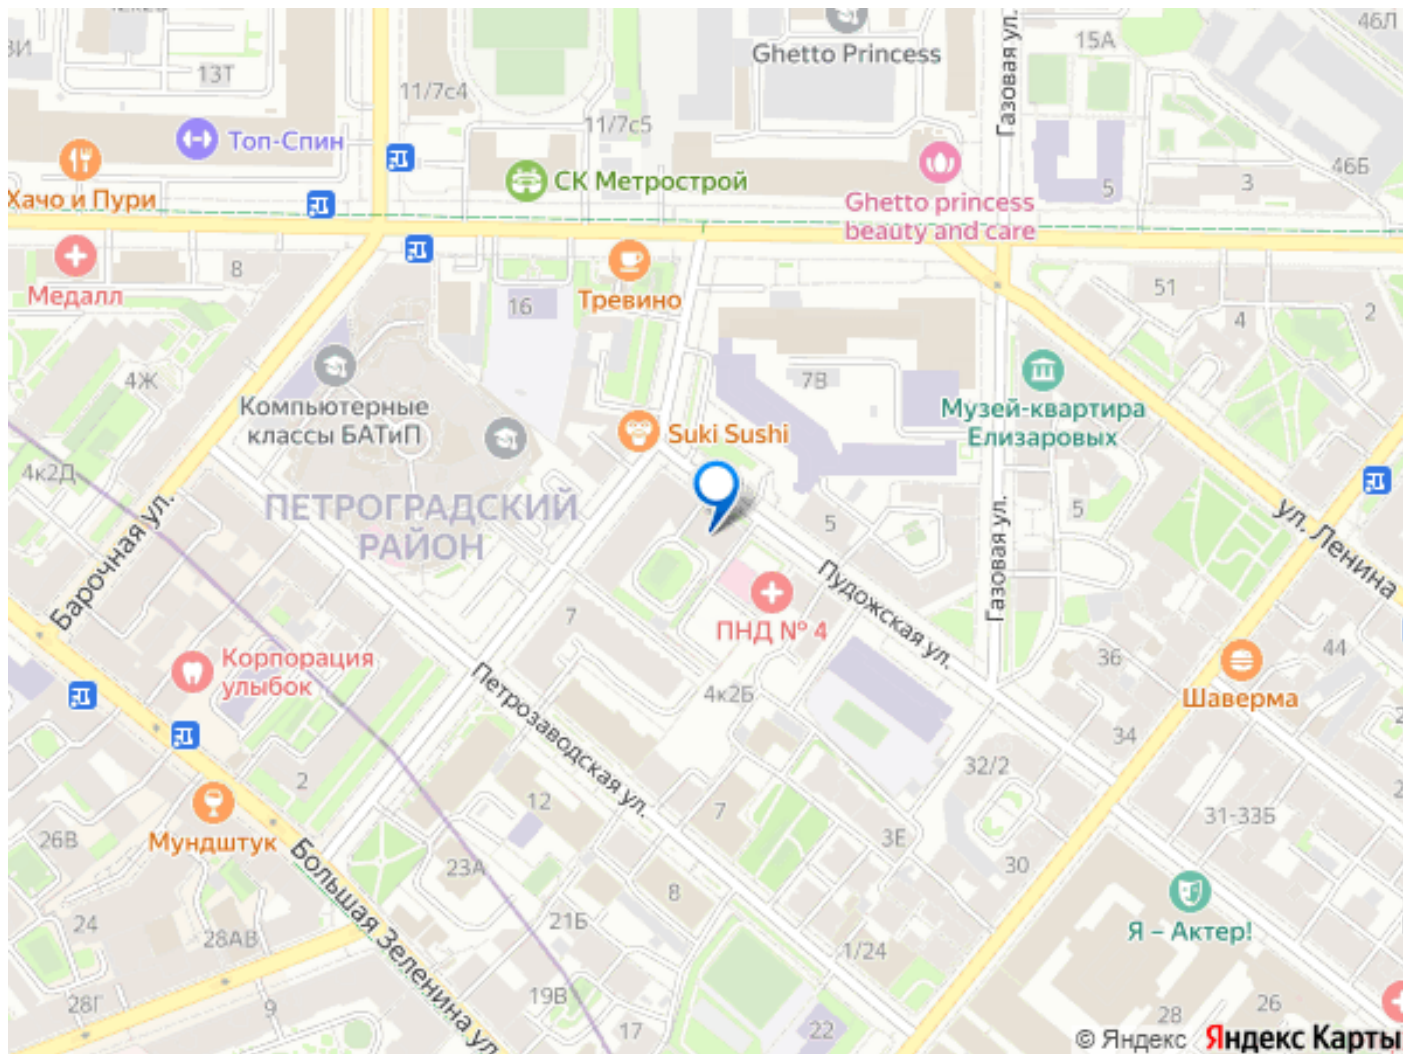 46Л
Ghetto Princess
15А
13Т
11/7с4
11/7с5
Газовая ул.
Топ-Спин
Хачо и Пури
СК Метрострой
46Б
5
3
Ghetto princess
beauty and care
Медалл
8
16
Тревино
51
4
2
4Ж
7В
Компьютерные
классы БАТиП
Suki Sushi
Музей-квартира
Елизаровых
4к2Д
ПЕТРОГРАДСКИЙ
РАЙОН
5
5
ул. Ленина
Барочная ул.
Газовая ул.
Пудожская ул.
7
ПНД № 4
Корпорация
улыбок
36
44
Шаверма
4к2Б
Петрозаводская ул.
34
32/2
2
12
7
31-33Б
Мундштук
26В
3Е
30
23А
8
Большая Зеленина ул.
24
28АВ
21Б
1/24
Я – Актер!
28Г
9
19В
17
22
28
26
© Яндекс Яндекс Карты